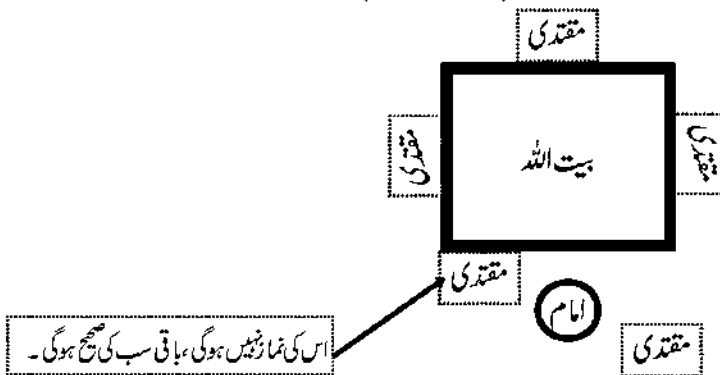 مقتدی
مقتدی
بیت اللہ
مقتدی
مقتدی
امام
اس کی نماز نہیں ہوگی، باقی سب کی صحیح ہوگی۔
مقتدی